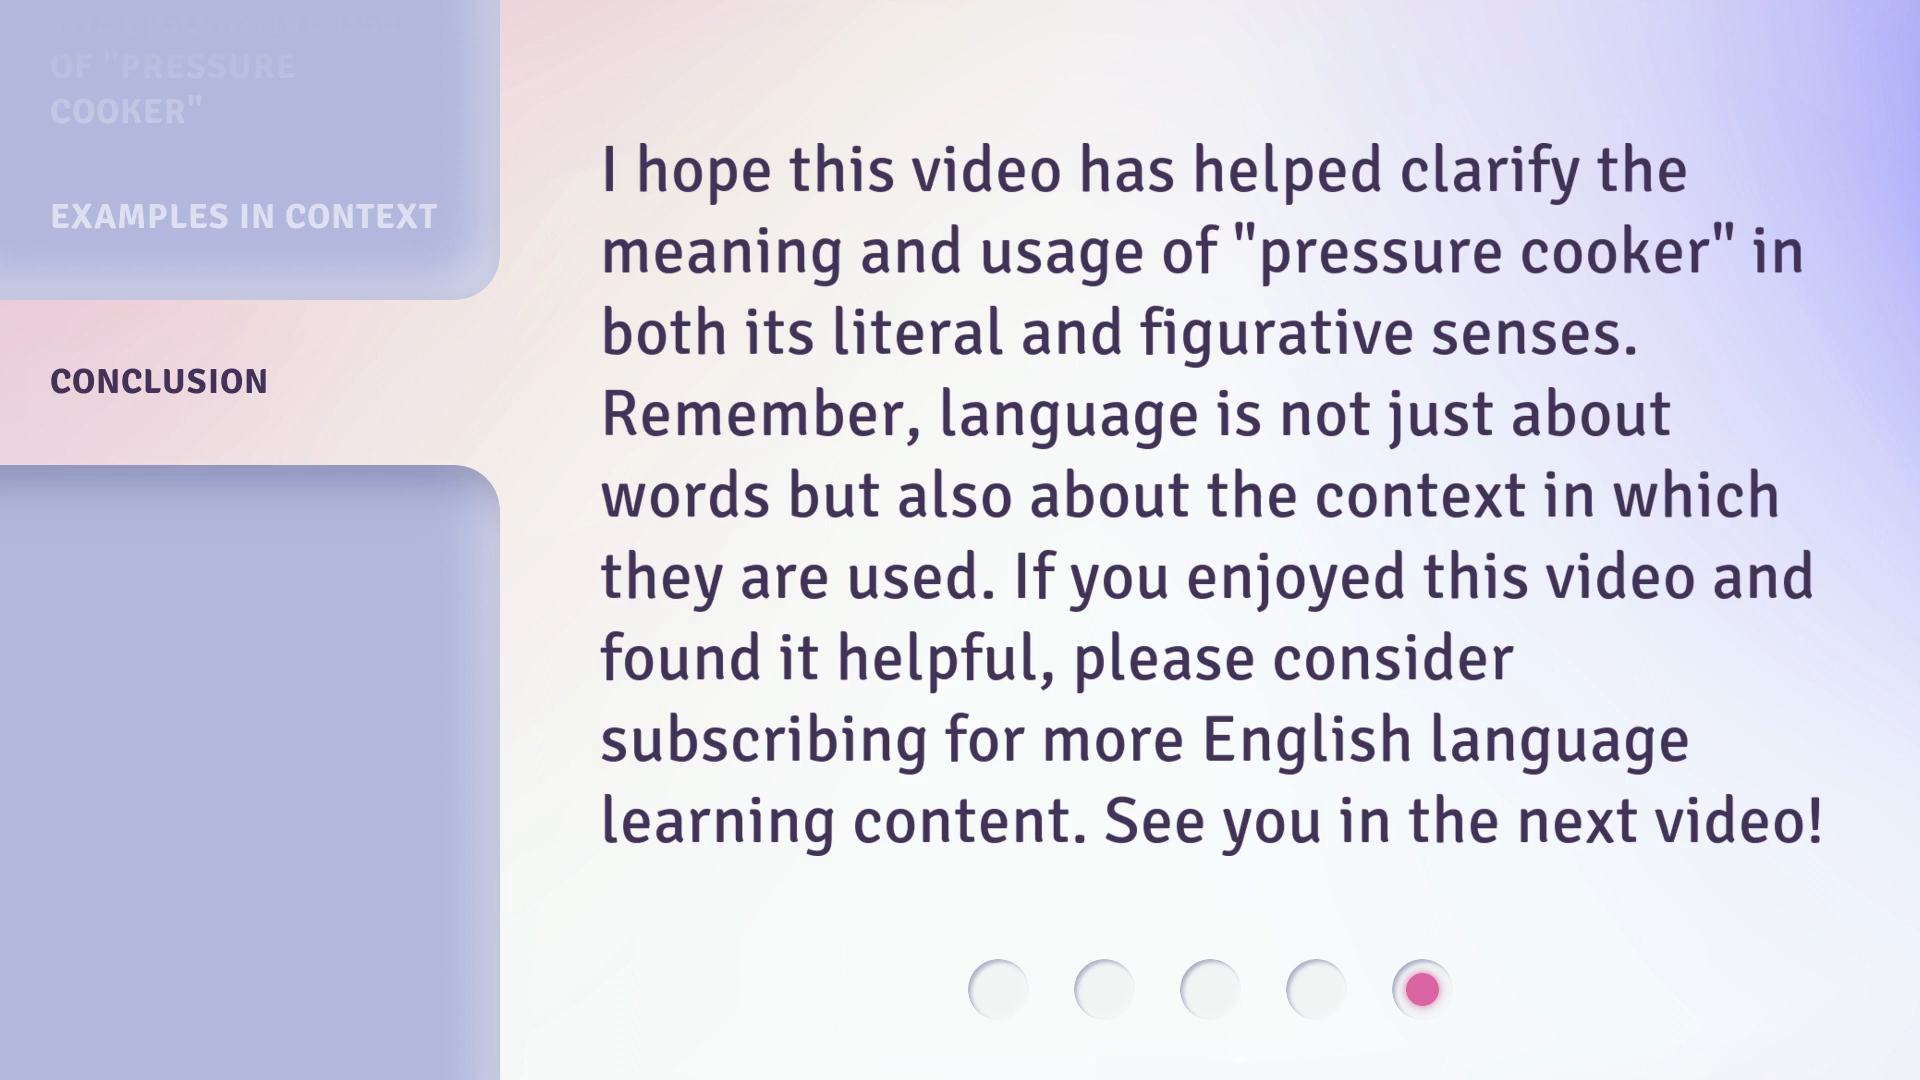 OF "PRESSURE
COOKER"
EXAMPLES IN CONTEXT
CONCLUSION
I hope this video has helped clarify the
meaning and usage of "pressure cooker" in
both its literal and figurative senses.
Remember, language is not just about
words but also about the context in which
they are used. If you enjoyed this video and
found it helpful, please consider
subscribing for more English language
learning content. See you in the next video!